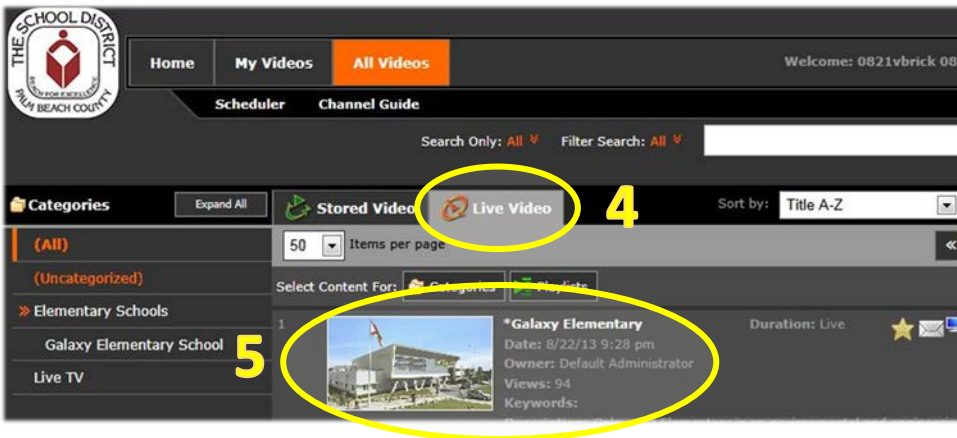 THE SCHOOL DISTRICT
PALM BEACH COUNTY
Home My Videos All Videos Welcome: 0821vbrick 08
Scheduler Channel Guide
Search Only: All Filter Search: All
Categories Expand All Stored Video Live Video 4 Sort by: Title A-Z
(All) 50 Items per page «
(Uncategorized) Select Content For: Categories Playlists
» Elementary Schools 1 *Galaxy Elementary Duration: Live
Galaxy Elementary School 5 Date: 8/22/13 9:28 pm
Owner: Default Administrator
Live TV Views: 94
Keywords: